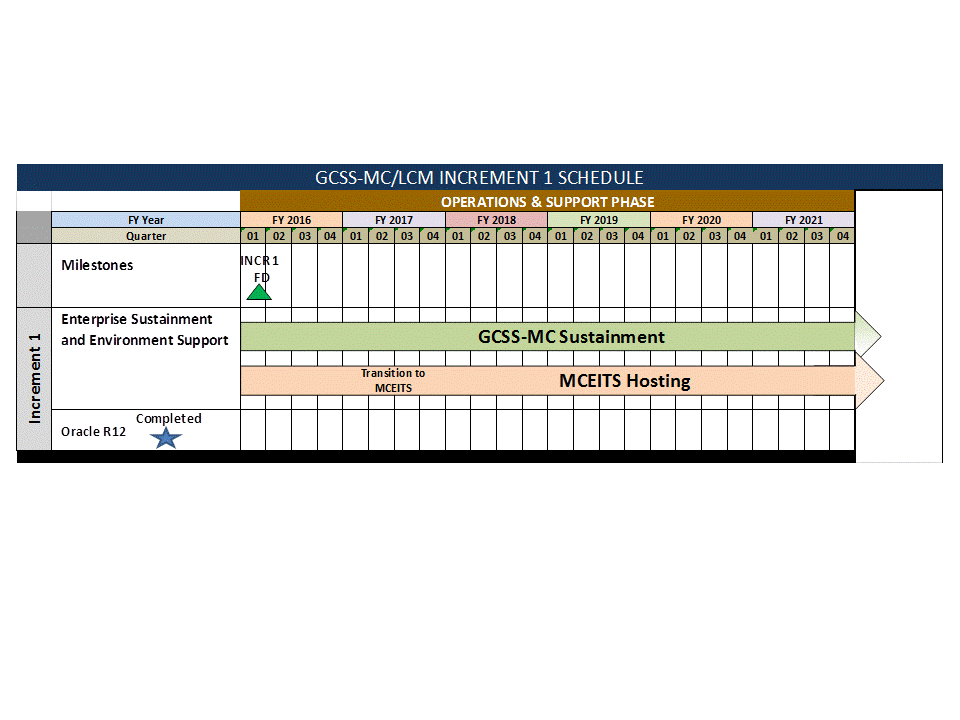 GCSS-MC/LCM INCREMENT 1 SCHEDULE
OPERATIONS & SUPPORT PHASE
FY Year FY 2016 FY 2017 FY 2018 FY 2019 FY 2020 FY 2021
Quarter 01 02 03 04 01 02 03 04 01 02 03 04 01 02 03 04 01 02 03 04 01 02 03 04
Milestones
INCR 1
FD
Increment 1
Enterprise Sustainment
and Environment Support
GCSS-MC Sustainment
Transition to
MCEITS
MCEITS Hosting
Oracle R12
Completed